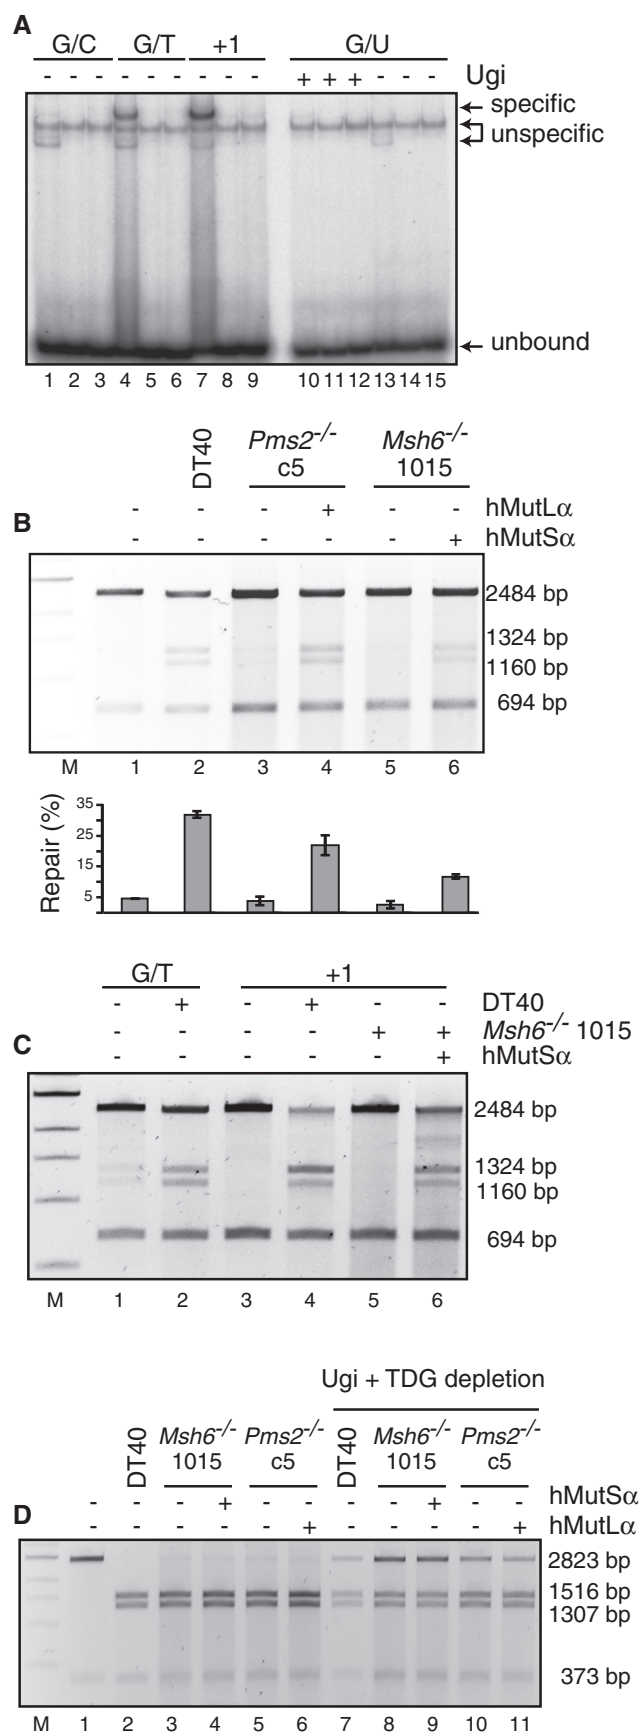 A
G/C G/T +1 G/U
- - - - - - - - - + + + - - - Ugi
specific
unspecific
unbound
1 2 3 4 5 6 7 8 9 10 11 12 13 14 15
B
DT40 Pms2-/- c5 Msh6-/- 1015
- - - + - - hMutLα
- - - - - + hMutSα
2484 bp
1324 bp
1160 bp
694 bp
M 1 2 3 4 5 6
Repair (%)
35
25
15
5
C
G/T +1
- + - + - - DT40
- - - - + + Msh6-/- 1015
- - - - - + hMutSα
2484 bp
1324 bp
1160 bp
694 bp
M 1 2 3 4 5 6
D
Ugi + TDG depletion
DT40 Msh6-/- 1015 Pms2-/- c5 DT40 Msh6-/- 1015 Pms2-/- c5
- - - + - - - - + - - hMutSα
- - - - - + - - - - + hMutLα
2823 bp
1516 bp
1307 bp
373 bp
M 1 2 3 4 5 6 7 8 9 10 11